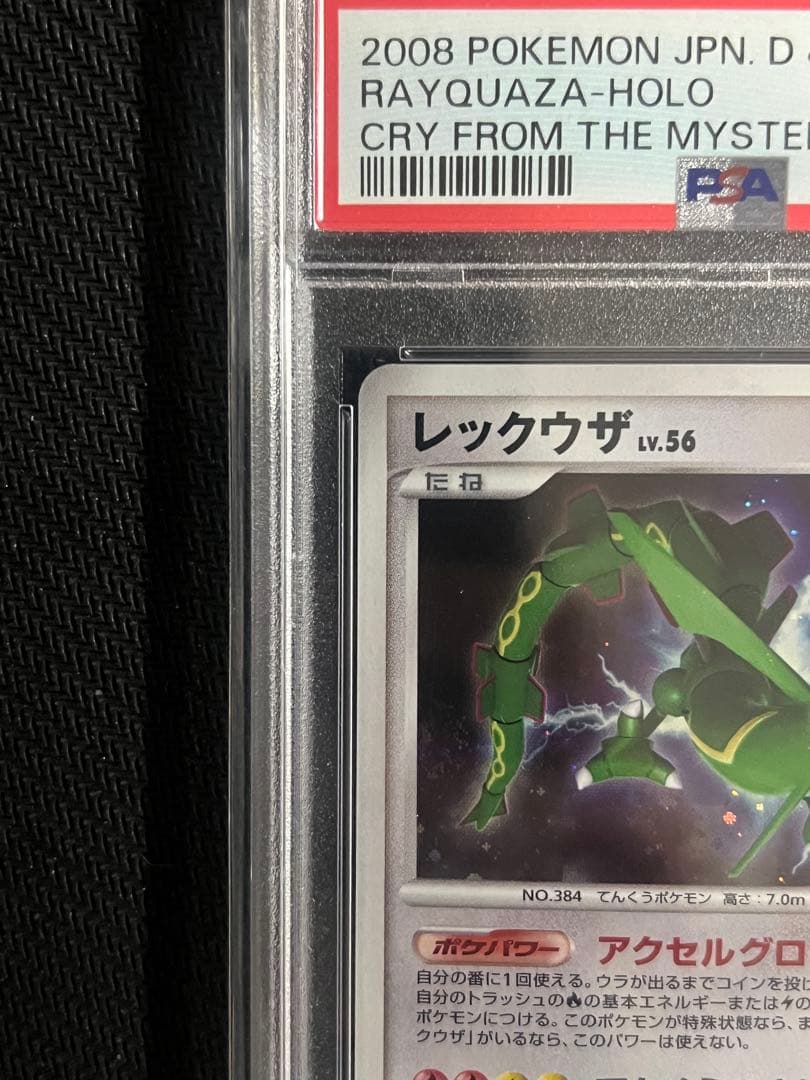 2008 POKEMON JPN. D
RAYQUAZA-HOLO
CRY FROM THE MYSTE
PSA
レックウザ LV.56
たね
NO.384 てんくうポケモン 高さ:7.0m
ポケパワー アクセルグロ
自分の番に1回使える。ウラが出るまでコインを投げ
自分のトラッシュの の基本エネルギーまたは の
ポケモンにつける。このポケモンが特殊状態なら、ま
クウザ」がいるなら、このパワーは使えない。